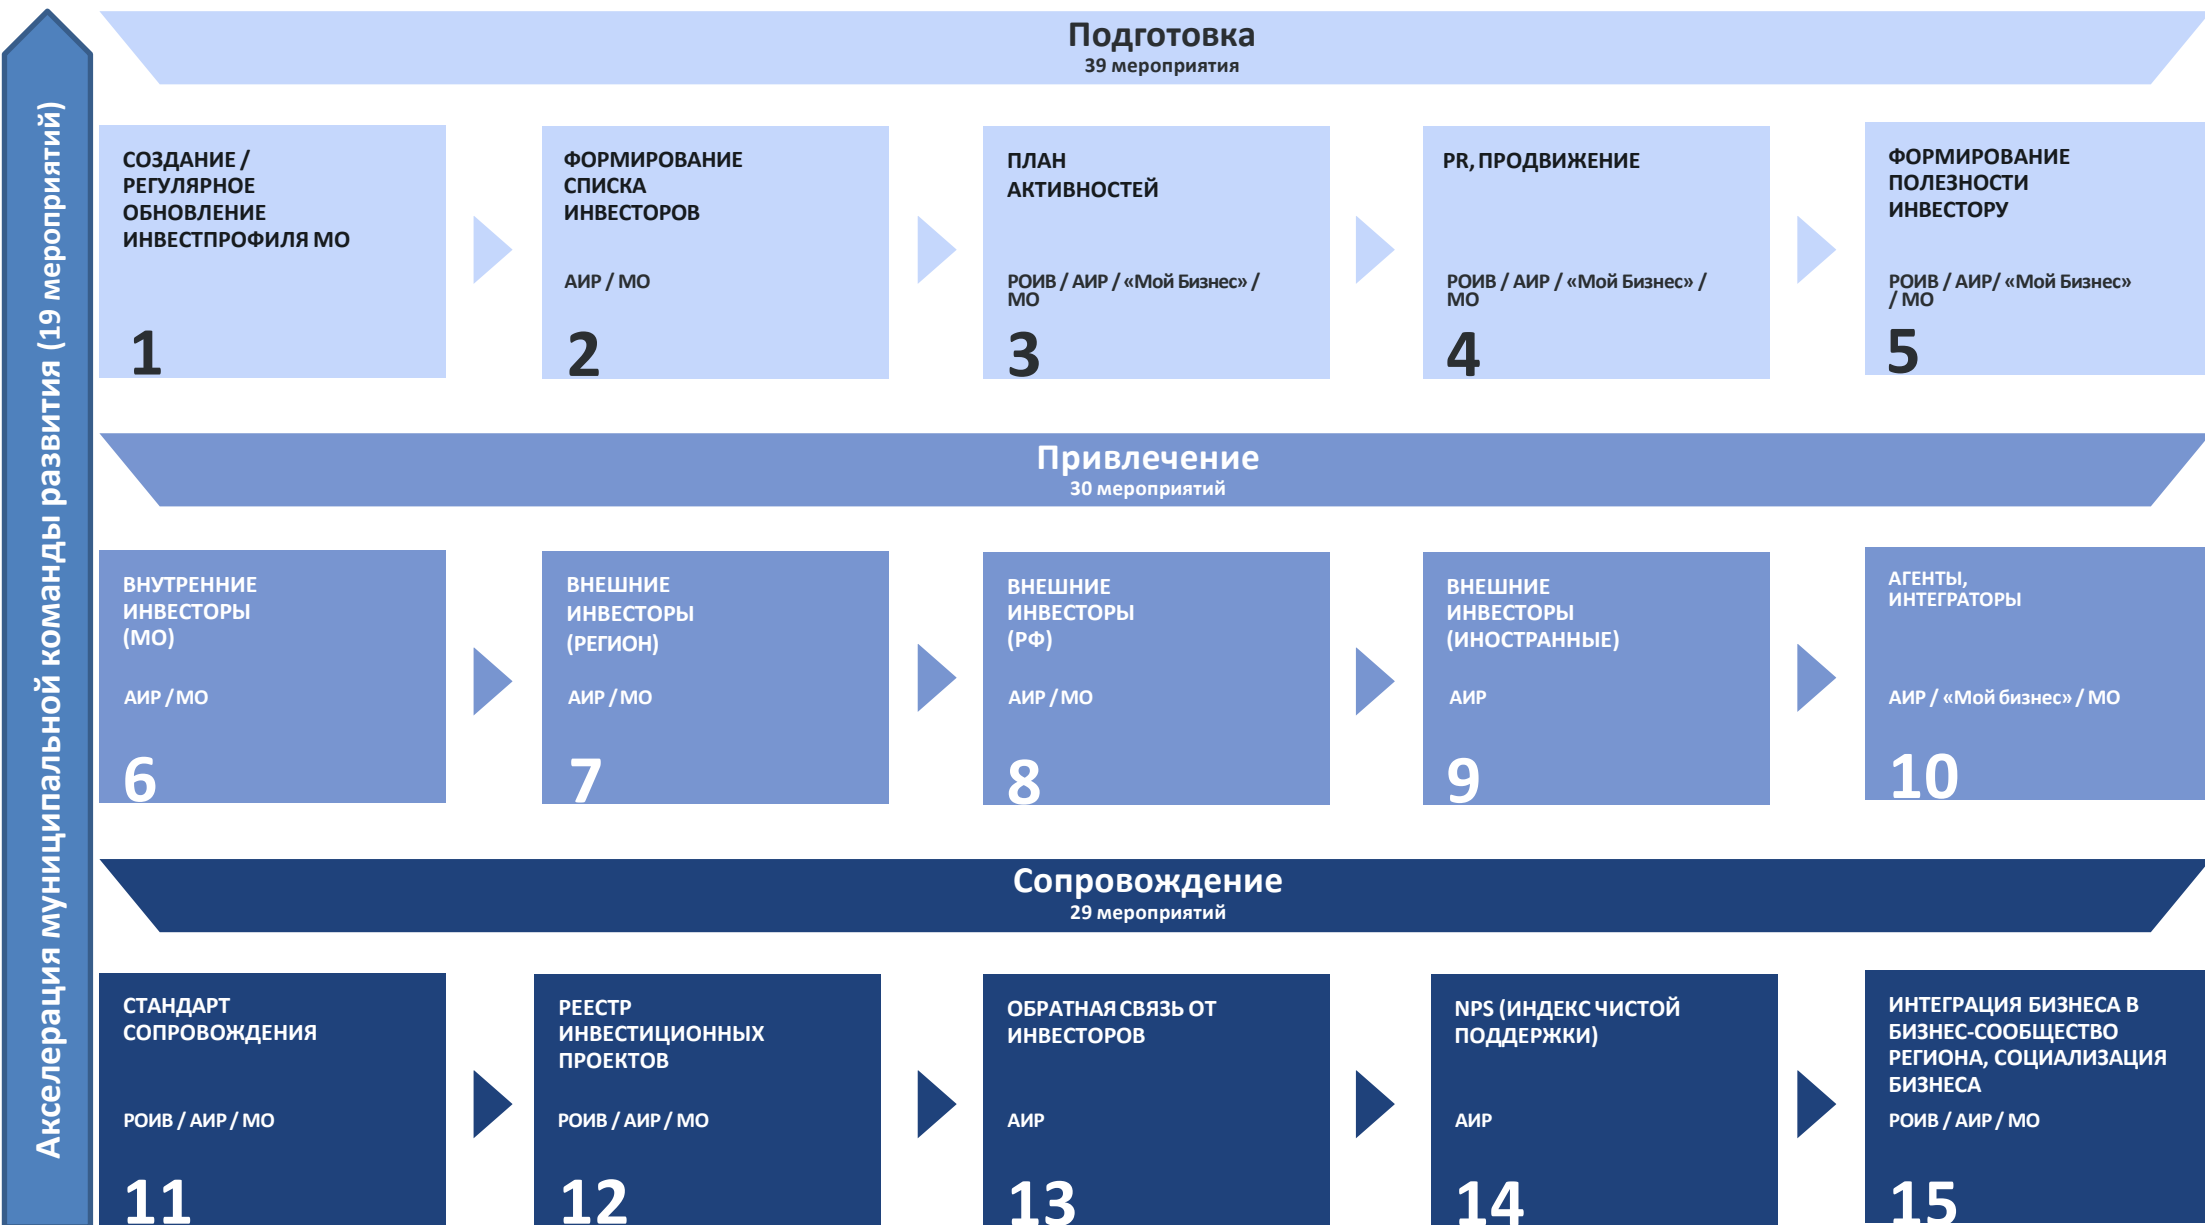 Акселерация муниципальной команды развития (19 мероприятий)
Подготовка
39 мероприятия
СОЗДАНИЕ /
РЕГУЛЯРНОЕ
ОБНОВЛЕНИЕ
ИНВЕСТПРОФИЛЯ МО
1
ФОРМИРОВАНИЕ
СПИСКА
ИНВЕСТОРОВ
АИР / МО
2
ПЛАН
АКТИВНОСТЕЙ
РОИВ / АИР / «Мой Бизнес» /
МО
3
PR, ПРОДВИЖЕНИЕ
РОИВ / АИР / «Мой Бизнес» /
МО
4
ФОРМИРОВАНИЕ
ПОЛЕЗНОСТИ
ИНВЕСТОРУ
РОИВ / АИР/ «Мой Бизнес»
/ МО
5
Привлечение
30 мероприятий
ВНУТРЕННИЕ
ИНВЕСТОРЫ
(МО)
АИР / МО
6
ВНЕШНИЕ
ИНВЕСТОРЫ
(РЕГИОН)
АИР / МО
7
ВНЕШНИЕ
ИНВЕСТОРЫ
(РФ)
АИР / МО
8
ВНЕШНИЕ
ИНВЕСТОРЫ
(ИНОСТРАННЫЕ)
АИР
9
АГЕНТЫ,
ИНТЕГРАТОРЫ
АИР / «Мой бизнес» / МО
10
Сопровождение
29 мероприятий
СТАНДАРТ
СОПРОВОЖДЕНИЯ
РОИВ / АИР / МО
11
РЕЕСТР
ИНВЕСТИЦИОННЫХ
ПРОЕКТОВ
РОИВ / АИР / МО
12
ОБРАТНАЯ СВЯЗЬ ОТ
ИНВЕСТОРОВ
АИР
13
NPS (ИНДЕКС ЧИСТОЙ
ПОДДЕРЖКИ)
АИР
14
ИНТЕГРАЦИЯ БИЗНЕСА В
БИЗНЕС-СООБЩЕСТВО
РЕГИОНА, СОЦИАЛИЗАЦИЯ
БИЗНЕСА
РОИВ / АИР / МО
15